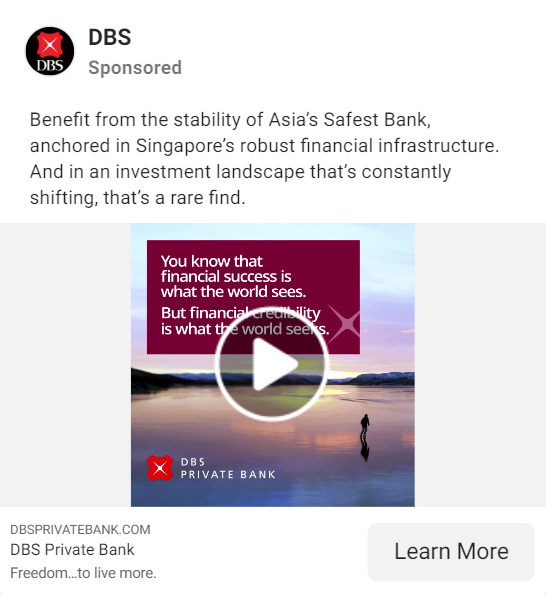 DBS
DBS
Sponsored
Benefit from the stability of Asia’s Safest Bank,
anchored in Singapore’s robust financial infrastructure.
And in an investment landscape that’s constantly
shifting, that’s a rare find.
You know that
financial success is
what the world sees.
But financial credibility
is what the world seeks.
DBS
PRIVATE BANK
DBSPRIVATEBANK.COM
DBS Private Bank
Freedom...to live more.
Learn More